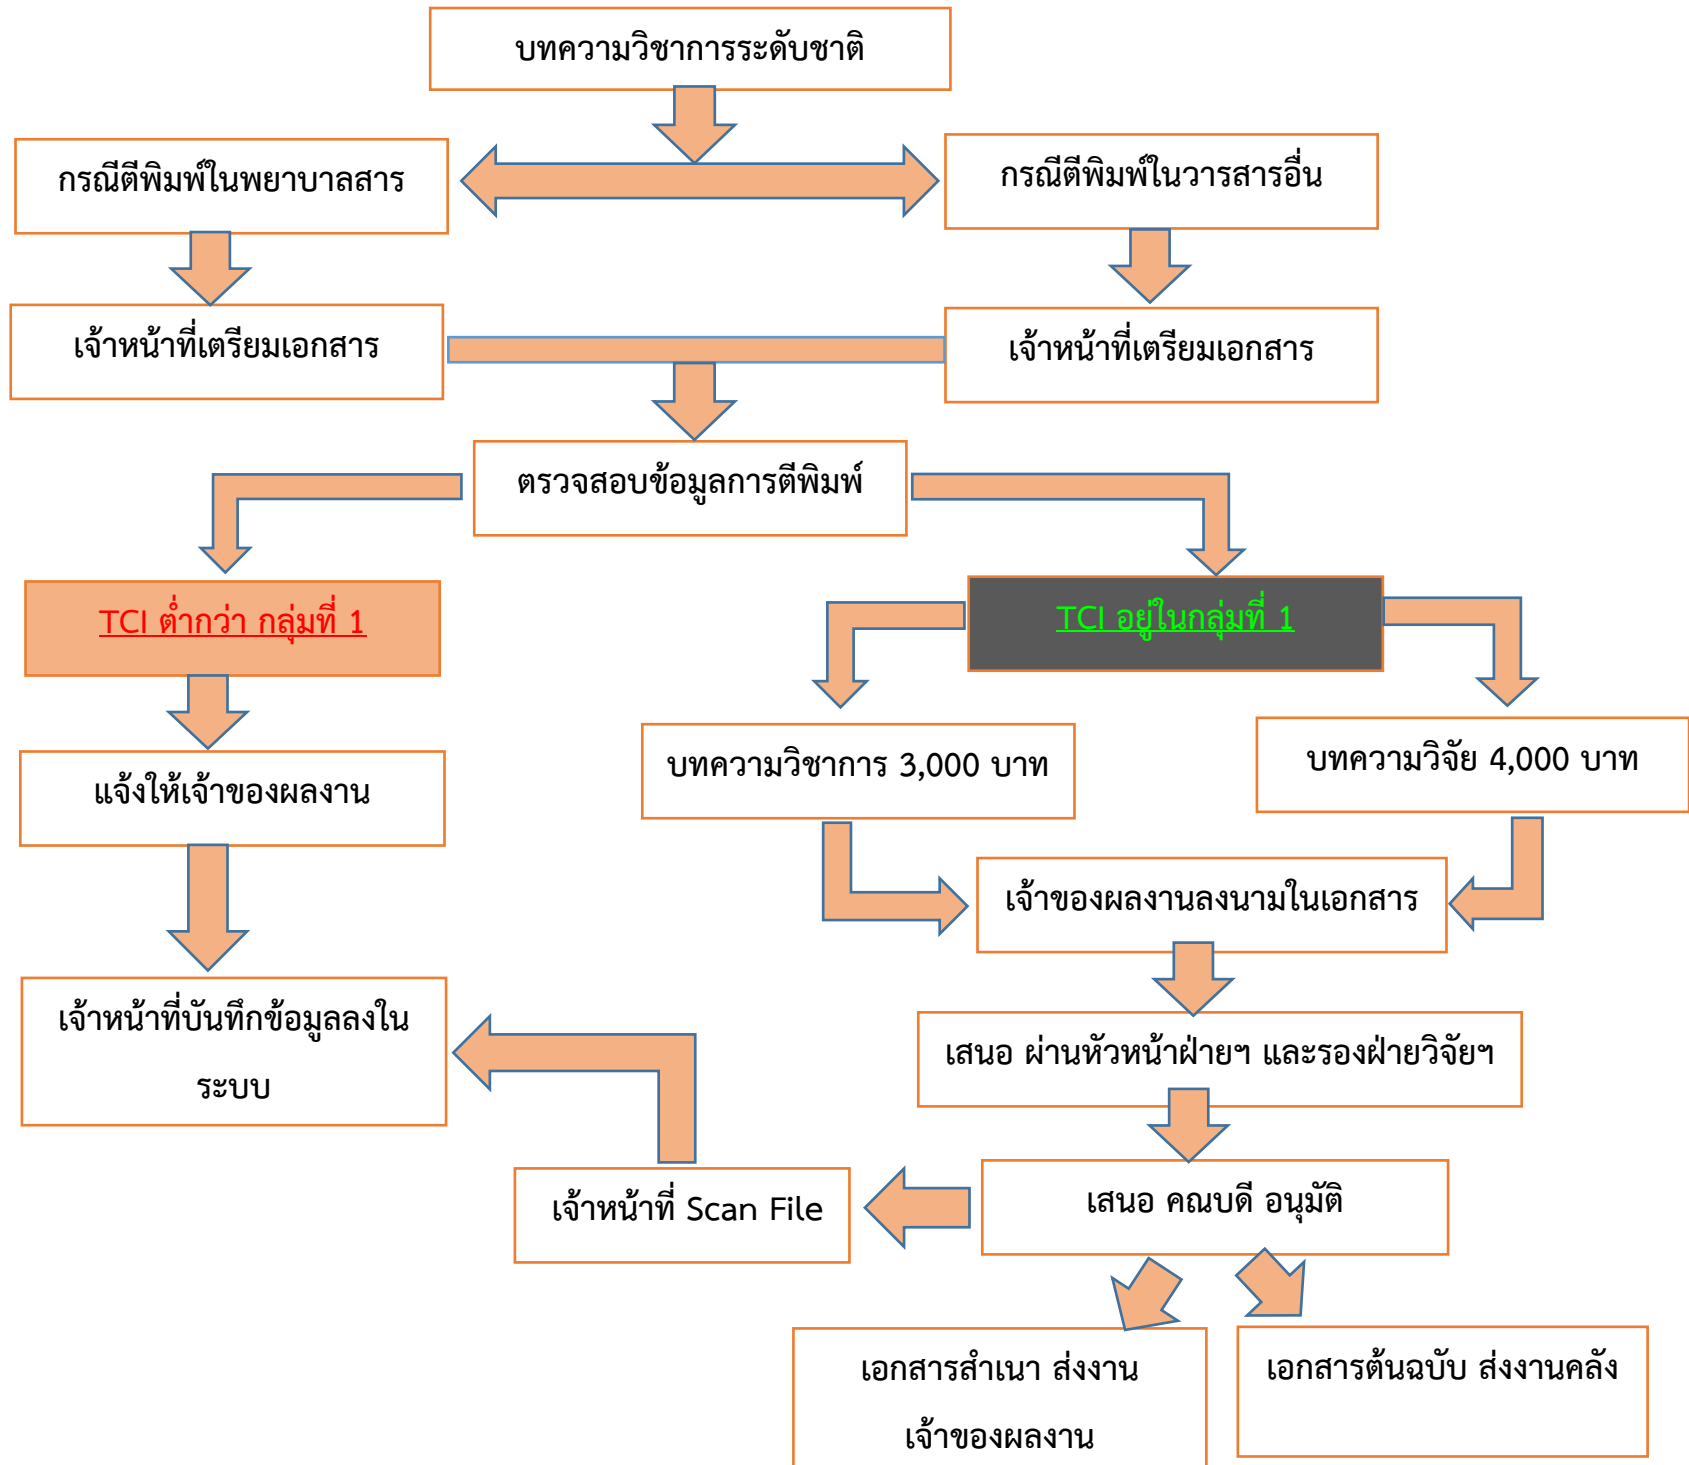 บทความวิชาการระดับชาติ
กรณีตีพิมพ์ในพยาบาลสาร
กรณีตีพิมพ์ในวารสารอื่น
เจ้าหน้าที่เตรียมเอกสาร
เจ้าหน้าที่เตรียมเอกสาร
ตรวจสอบข้อมูลการตีพิมพ์
TCI ต่ำกว่า กลุ่มที่ 1
TCI อยู่ในกลุ่มที่ 1
แจ้งให้เจ้าของผลงาน
บทความวิชาการ 3,000 บาท
บทความวิจัย 4,000 บาท
เจ้าของผลงานลงนามในเอกสาร
เจ้าหน้าที่บันทึกข้อมูลลงใน
ระบบ
เสนอ ผ่านหัวหน้าฝ่ายฯ และรองฝ่ายวิจัยฯ
เจ้าหน้าที่ Scan File
เสนอ คณบดี อนุมัติ
เอกสารสำเนา ส่งงาน
เจ้าของผลงาน
เอกสารต้นฉบับ ส่งงานคลัง